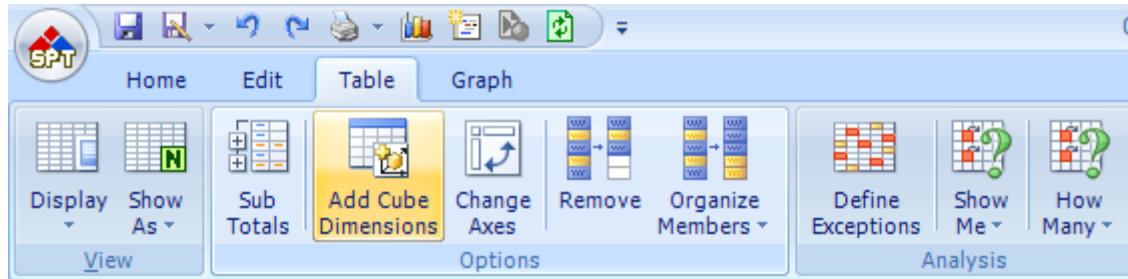 SPT
Home Edit Table Graph
N
Display Show As Sub Totals Add Cube Dimensions Change Axes Remove Organize Members Define Exceptions Show Me How Many
View Options Analysis